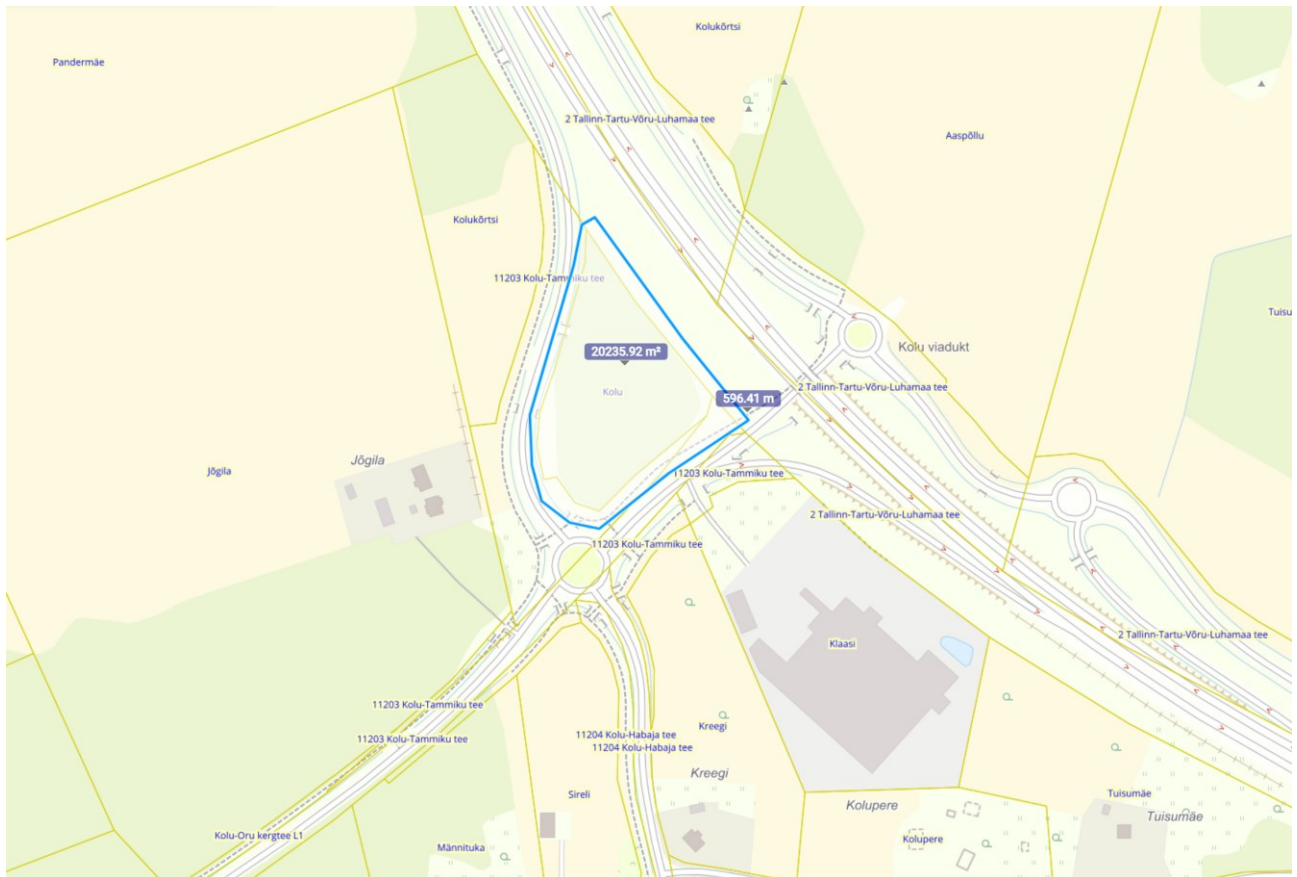 Kolukõrtsi
Pandermäe
2 Tallinn-Tartu-Võru-Luhamaa tee
Aaspõllu
Kolukõrtsi
11203 Kolu-Tammiku tee
Tuisu
Kolu viadukt
20235.92 m²
Kolu
2 Tallinn-Tartu-Võru-Luhamaa tee
596.41 m
Jõgila
Jõgila
11203 Kolu-Tammiku tee
2 Tallinn-Tartu-Võru-Luhamaa tee
11203 Kolu-Tammiku tee
2 Tallinn-Tartu-Võru-Luhamaa tee
Klaasi
11203 Kolu-Tammiku tee
Kreegi
11204 Kolu-Habaja tee
11203 Kolu-Tammiku tee
11204 Kolu-Habaja tee
Kreegi
Sireli
Tuisumäe
Kolupere
Tuisumäe
Kolu-Oru kergtee L1
Kolupere
Männituka